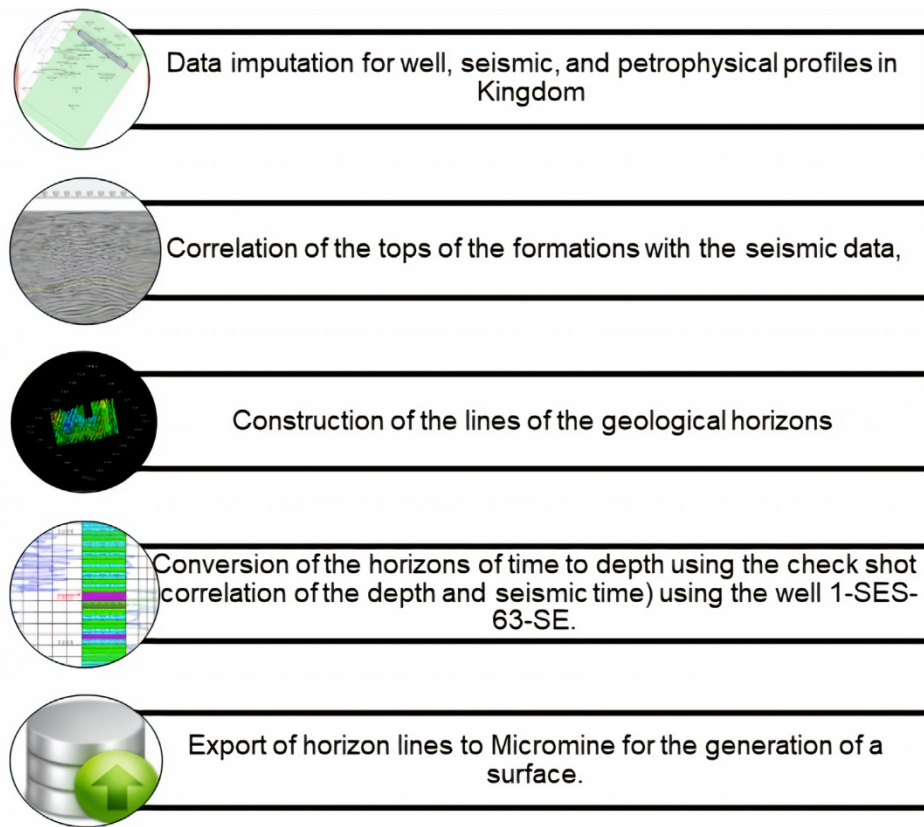 Data imputation for well, seismic, and petrophysical profiles in
Kingdom
Correlation of the tops of the formations with the seismic data,
Construction of the lines of the geological horizons
Conversion of the horizons of time to depth using the check shot
correlation of the depth and seismic time) using the well 1-SES-
63-SE.
Export of horizon lines to Micromine for the generation of a
surface.